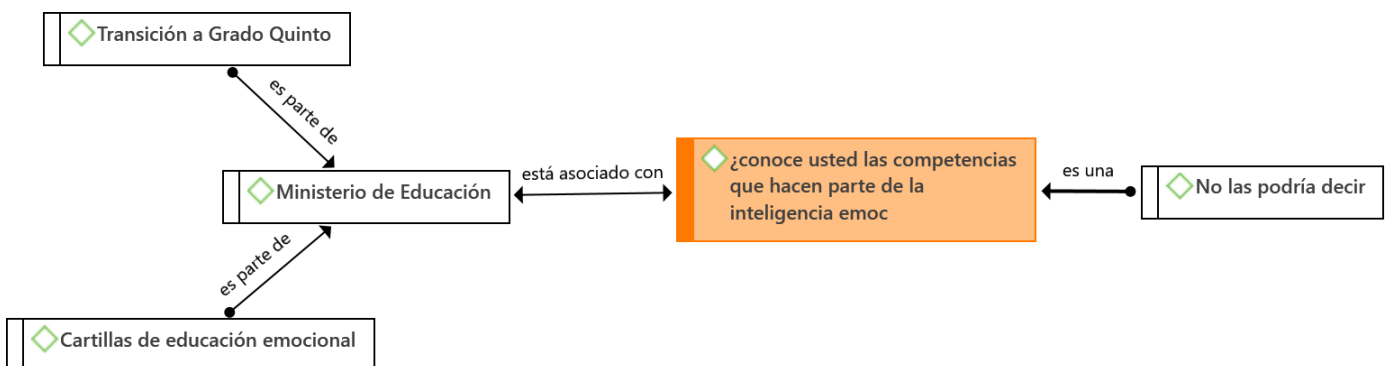 Transición a Grado Quinto
es parte de
Ministerio de Educación
está asociado con
¿conoce usted las competencias
que hacen parte de la
inteligencia emoc
es una
No las podría decir
es parte de
Cartillas de educación emocional